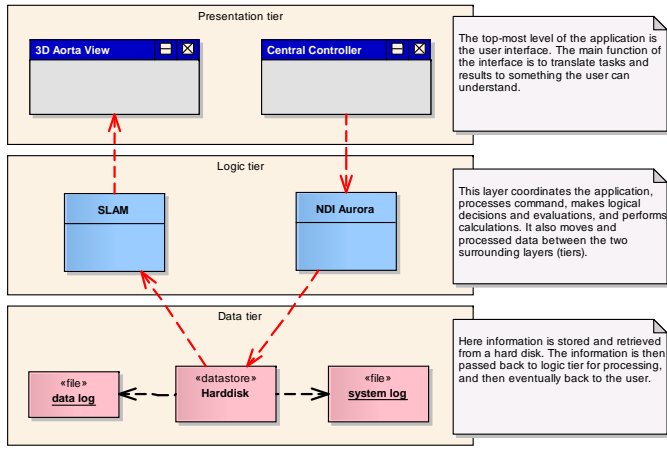 Presentation tier
3D Aorta View
Central Controller
The top-most level of the application is
the user interface. The main function of
the interface is to translate tasks and
results to something the user can
understand.
Logic tier
SLAM
NDI Aurora
This layer coordinates the application,
processes command, makes logical
decisions and evaluations, and performs
calculations. It also moves and
processed data between the two
surrounding layers (tiers).
Data tier
«file»
data log
«datastore»
Harddisk
«file»
system log
Here information is stored and retrieved
from a hard disk. The information is then
passed back to logic tier for processing,
and then eventually back to the user.